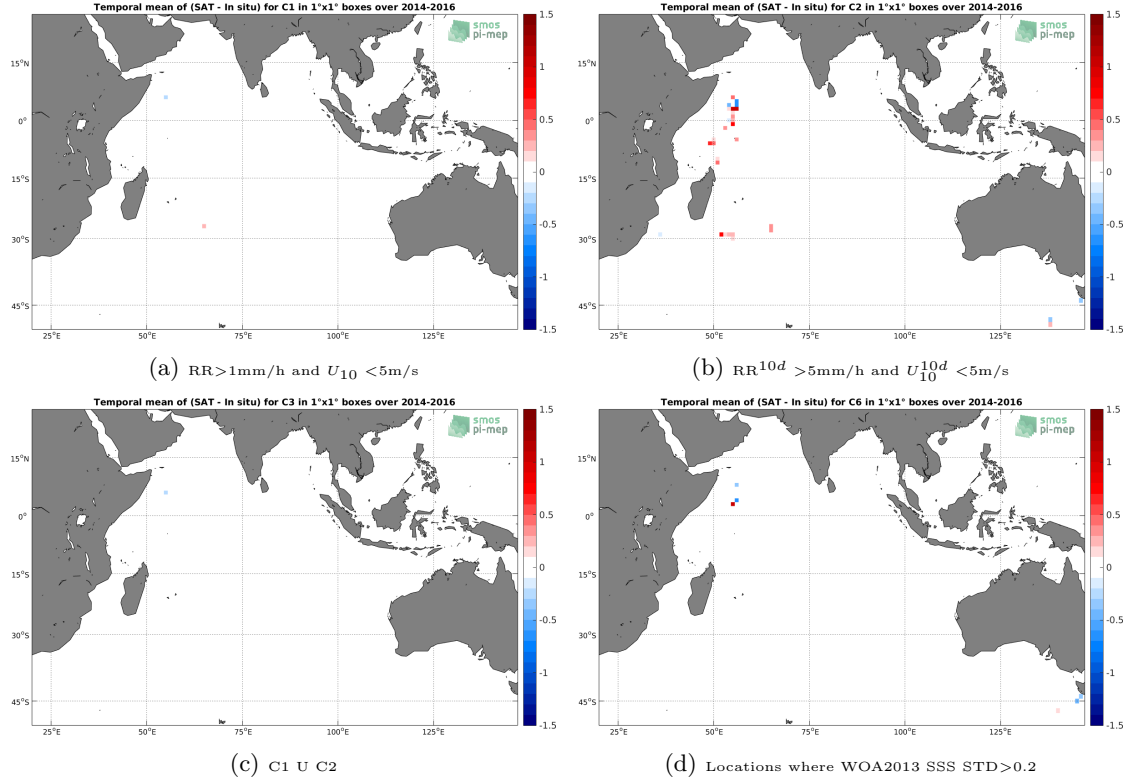 Temporal mean of (SAT - In situ) for C1 in 1°x1° boxes over 2014-2016
smos
pi-mep
15°N
0°
15°S
30°S
45°S
25°E
50°E
75°E
100°E
125°E
1.5
1
0.5
0
-0.5
-1
-1.5
(a) RR>1mm/h and U10 <5m/s
Temporal mean of (SAT - In situ) for C2 in 1°x1° boxes over 2014-2016
smos
pi-mep
15°N
0°
15°S
30°S
45°S
25°E
50°E
75°E
100°E
125°E
1.5
1
0.5
0
-0.5
-1
-1.5
(b) RR^10d >5mm/h and U10^10d <5m/s
Temporal mean of (SAT - In situ) for C3 in 1°x1° boxes over 2014-2016
smos
pi-mep
15°N
0°
15°S
30°S
45°S
25°E
50°E
75°E
100°E
125°E
1.5
1
0.5
0
-0.5
-1
-1.5
(c) C1 U C2
Temporal mean of (SAT - In situ) for C6 in 1°x1° boxes over 2014-2016
smos
pi-mep
15°N
0°
15°S
30°S
45°S
25°E
50°E
75°E
100°E
125°E
1.5
1
0.5
0
-0.5
-1
-1.5
(d) Locations where WOA2013 SSS STD>0.2